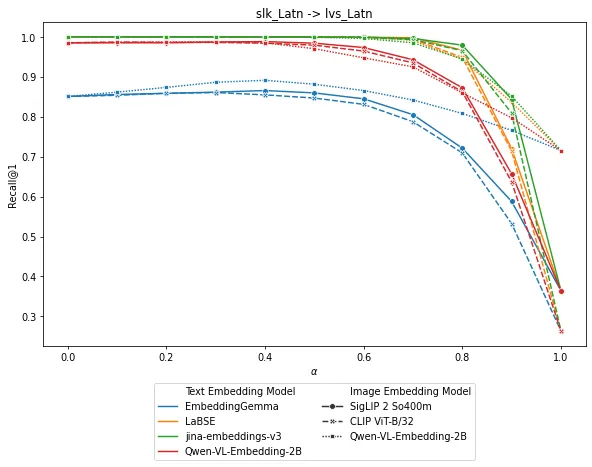 slk_Latn -> lvs_Latn
Recall@1
1.0
0.9
0.8
0.7
0.6
0.5
0.4
0.3
0.0
0.2
0.4
0.6
0.8
1.0
α
Text Embedding Model
EmbeddingGemma
LaBSE
jina-embeddings-v3
Qwen-VL-Embedding-2B
Image Embedding Model
SigLIP 2 So400m
CLIP ViT-B/32
Qwen-VL-Embedding-2B